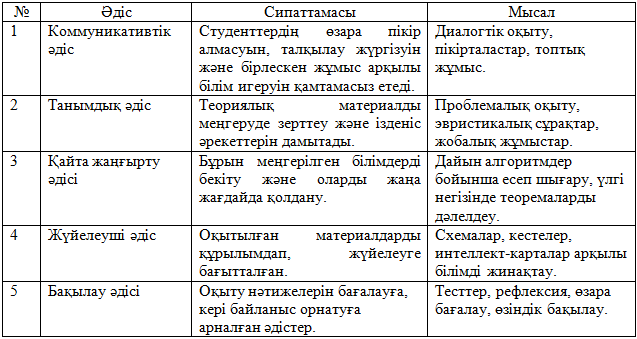 № Әдіс Сипаттамасы Мысал
1 Коммуникативтік Студенттердің өзара пікір Диалогтік оқыту,
әдіс алмасуын, талқылау жүргізуін пікірталастар, топтық
және бірлескен жұмыс арқылы жұмыс.
білім игеруін қамтамасыз етеді.
2 Танымдық әдіс Теориялық материалды Проблемалық оқыту,
меңгеруде зерттеу және ізденіс эвристикалық сұрақтар,
әрекеттерін дамытады. жобалық жұмыстар.
3 Қайта жаңғырту Бұрын меңгерілген білімдерді Дайын алгоритмдер
әдісі бекіту және оларды жаңа бойынша есеп шығару, үлгі
жағдайда қолдану. негізінде теоремаларды
дәлелдеу.
4 Жүйелеуші әдіс Оқытылған материалдарды Схемалар, кестелер,
құрылымдап, жүйелеуге интеллект-карталар арқылы
бағытталған. білімді жинақтау.
5 Бақылау әдісі Оқыту нәтижелерін бағалауға, Тесттер, рефлексия, өзара
кері байланыс орнатуға бағалау, өзіндік бақылау.
арналған әдістер.